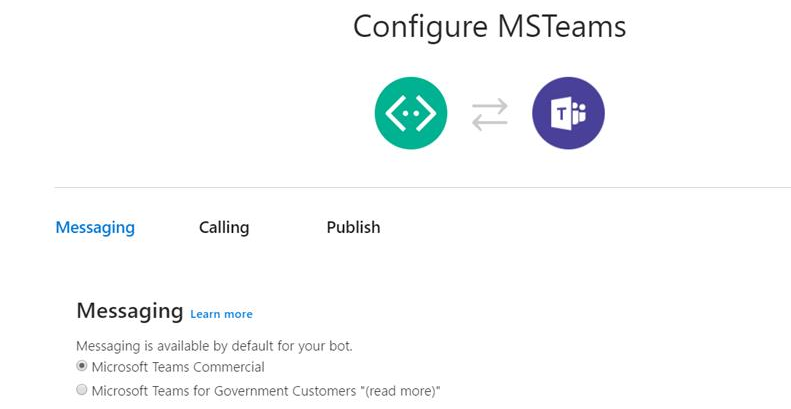 Configure MSTeams
T
Messaging Calling Publish
Messaging Learn more
Messaging is available by default for your bot.
Microsoft Teams Commercial
Microsoft Teams for Government Customers "(read more)"